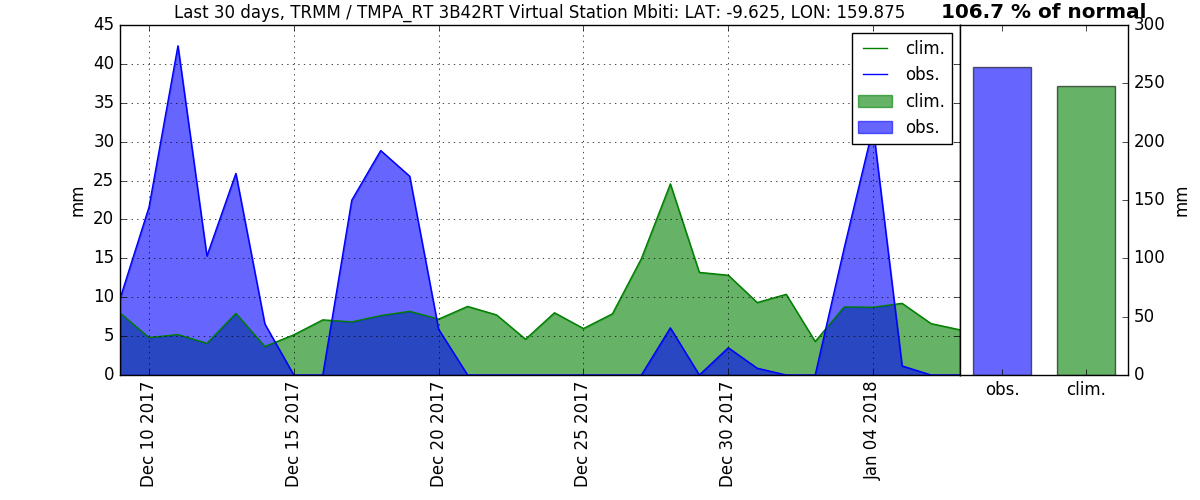 Last 30 days, TRMM / TMPA_RT 3B42RT Virtual Station Mbiti: LAT: -9.625, LON: 159.875
106.7 % of normal
45
40
35
30
25
20
15
10
5
0
mm
clim.
obs.
clim.
obs.
Dec 10 2017
Dec 15 2017
Dec 20 2017
Dec 25 2017
Dec 30 2017
Jan 04 2018
300
250
200
150
100
50
0
mm
obs.
clim.